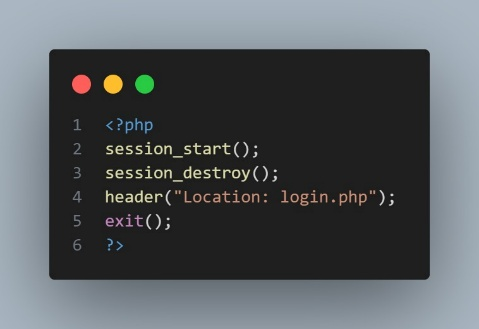 1 <?php
2 session_start();
3 session_destroy();
4 header("Location: login.php");
5 exit();
6 ?>